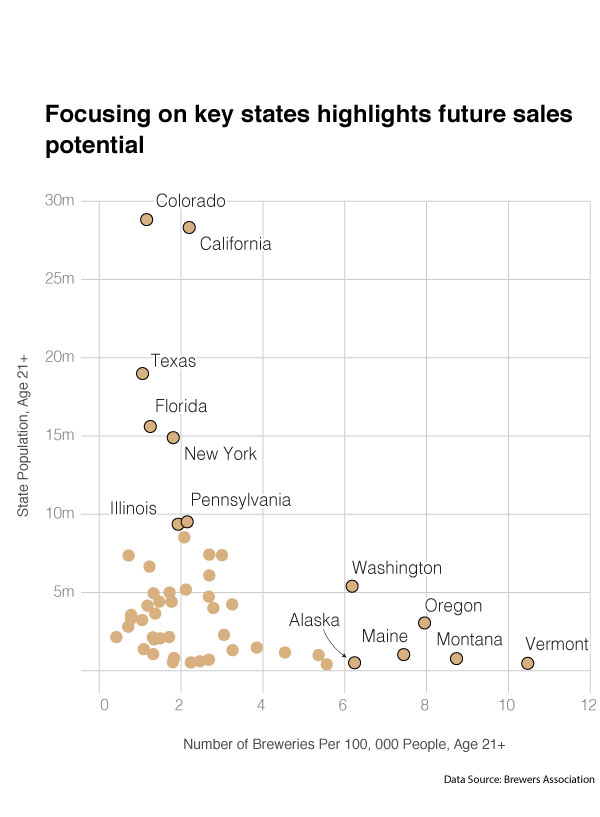 Focusing on key states highlights future sales
potential
30m
Colorado
California
25m
20m
Texas
Florida
15m
New York
State Population, Age 21+
10m
Illinois
Pennsylvania
Washington
5m
Oregon
Alaska
Maine
Montana
Vermont
0
2
4
6
8
10
12
Number of Breweries Per 100, 000 People, Age 21+
Data Source: Brewers Association